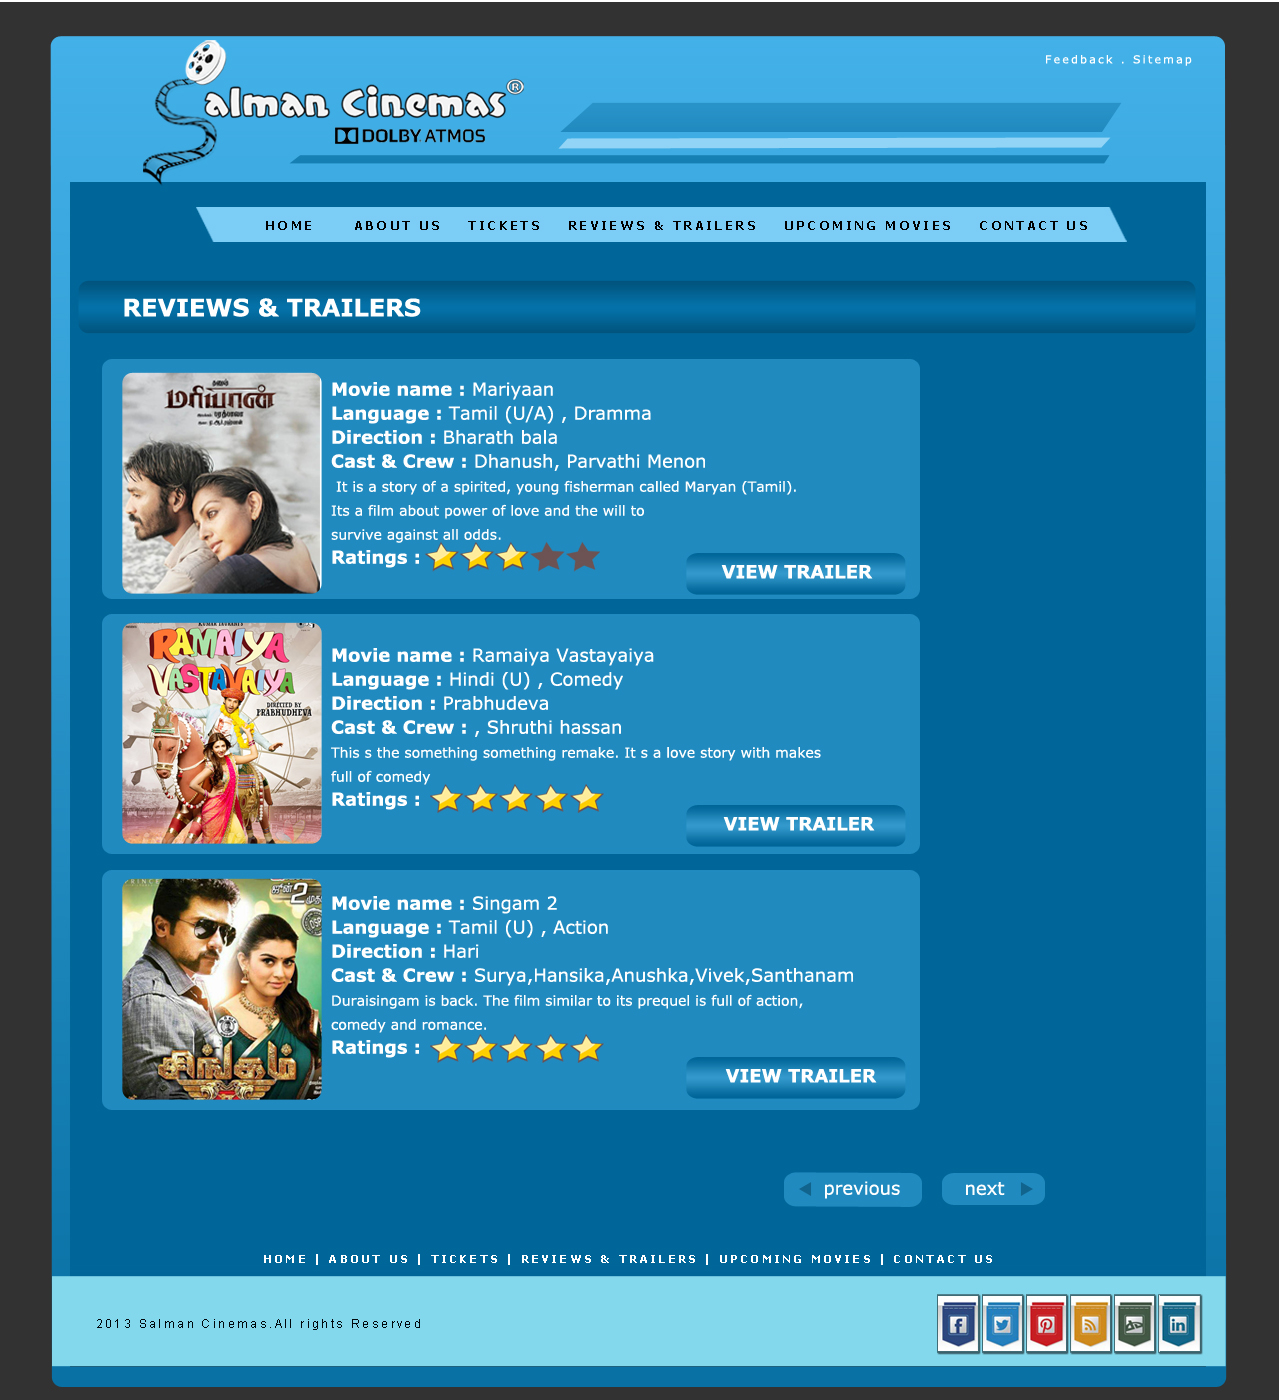 Feedback . Sitemap
Salman Cinemas®
DOLBY ATMOS
HOME ABOUT US TICKETS REVIEWS & TRAILERS UPCOMING MOVIES CONTACT US
REVIEWS & TRAILERS
மரியான்
Movie name : Mariyaan
Language : Tamil (U/A) , Dramma
Direction : Bharath bala
Cast & Crew : Dhanush, Parvathi Menon
It is a story of a spirited, young fisherman called Maryan (Tamil).
Its a film about power of love and the will to
survive against all odds.
Ratings :
VIEW TRAILER
RAMAIYA
VASTAVAIYA
DIRECTED BY
PRABHUDHEVA
Movie name : Ramaiya Vastayaiya
Language : Hindi (U) , Comedy
Direction : Prabhudeva
Cast & Crew : , Shruthi hassan
This s the something something remake. It s a love story with makes
full of comedy
Ratings :
VIEW TRAILER
ஜூன் 2
சிங்கம்
Movie name : Singam 2
Language : Tamil (U) , Action
Direction : Hari
Cast & Crew : Surya,Hansika,Anushka,Vivek,Santhanam
Duraisingam is back. The film similar to its prequel is full of action,
comedy and romance.
Ratings :
VIEW TRAILER
previous next
HOME | ABOUT US | TICKETS | REVIEWS & TRAILERS | UPCOMING MOVIES | CONTACT US
2013 Salman Cinemas.All rights Reserved